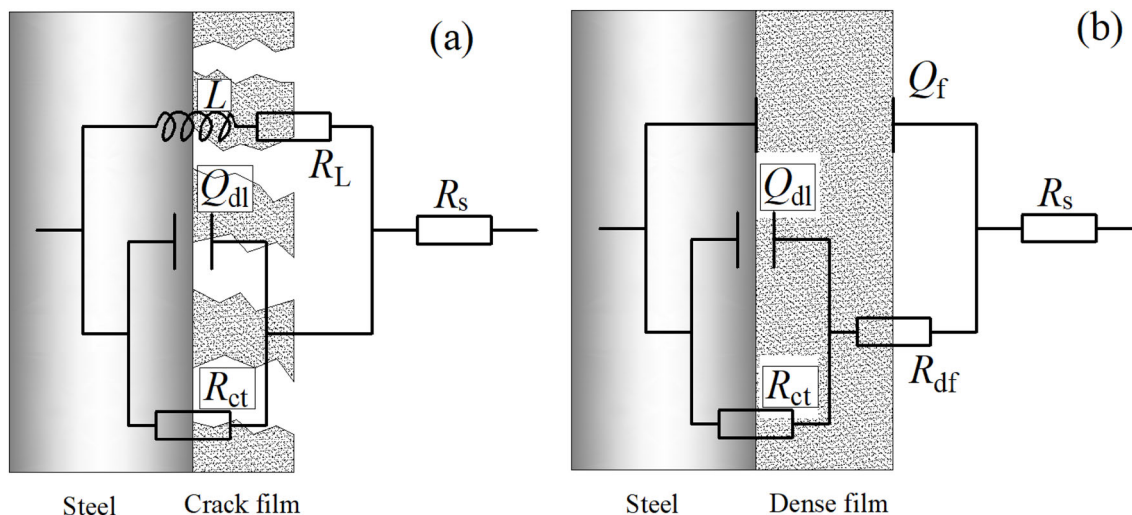 (a)
L
R_L
Q_dl
R_s
R_ct
Steel Crack film
(b)
Q_f
Q_dl
R_s
R_ct
R_df
Steel Dense film